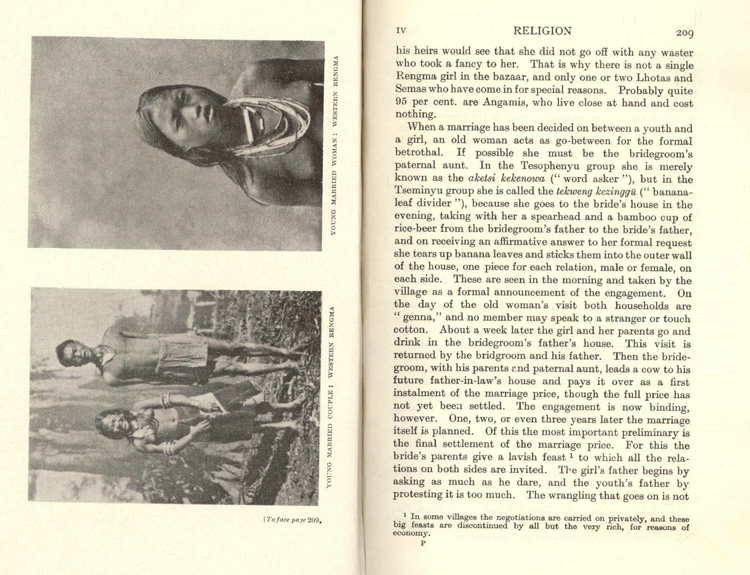 YOUNG MARRIED WOMAN: WESTERN RENGMA
YOUNG MARRIED COUPLE: WESTERN RENGMA
[To face page 209.
IV RELIGION 209
his heirs would see that she did not go off with any waster
who took a fancy to her. That is why there is not a single
Rengma girl in the bazaar, and only one or two Lhotas and
Semas who have come in for special reasons. Probably quite
95 per cent. are Angamis, who live close at hand and cost
nothing.
When a marriage has been decided on between a youth and
a girl, an old woman acts as go-between for the formal
betrothal. If possible she must be the bridegroom's
paternal aunt. In the Tesophenyu group she is merely
known as the aketsi kekenowa (" word asker "), but in the
Tseminyu group she is called the tekweng kezinggü (" banana-
leaf divider "), because she goes to the bride's house in the
evening, taking with her a spearhead and a bamboo cup of
rice-beer from the bridegroom's father to the bride's father,
and on receiving an affirmative answer to her formal request
she tears up banana leaves and sticks them into the outer wall
of the house, one piece for each relation, male or female, on
each side. These are seen in the morning and taken by the
village as a formal announcement of the engagement. On
the day of the old woman's visit both households are
" genna," and no member may speak to a stranger or touch
cotton. About a week later the girl and her parents go and
drink in the bridegroom's father's house. This visit is
returned by the bridgroom and his father. Then the bride-
groom, with his parents and paternal aunt, leads a cow to his
future father-in-law's house and pays it over as a first
instalment of the marriage price, though the full price has
not yet been settled. The engagement is now binding,
however. One, two, or even three years later the marriage
itself is planned. Of this the most important preliminary is
the final settlement of the marriage price. For this the
bride's parents give a lavish feast ¹ to which all the rela-
tions on both sides are invited. The girl's father begins by
asking as much as he dare, and the youth's father by
protesting it is too much. The wrangling that goes on is not
¹ In some villages the negotiations are carried on privately, and these
big feasts are discontinued by all but the very rich, for reasons of
economy.
P